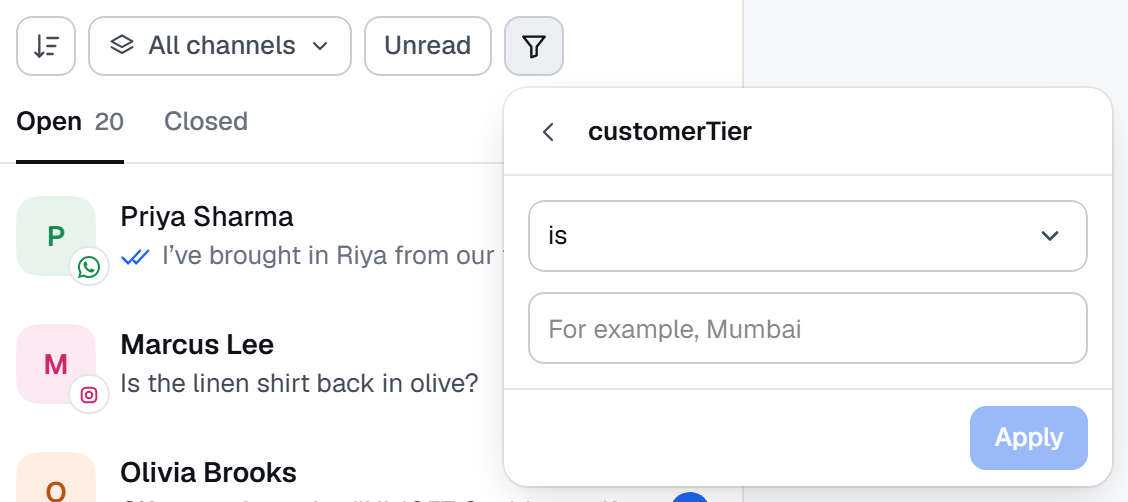 All channels
Unread
Open 20
Closed
customerTier
is
For example, Mumbai
Apply
P
Priya Sharma
I've brought in Riya from our
M
Marcus Lee
Is the linen shirt back in olive?
O
Olivia Brooks